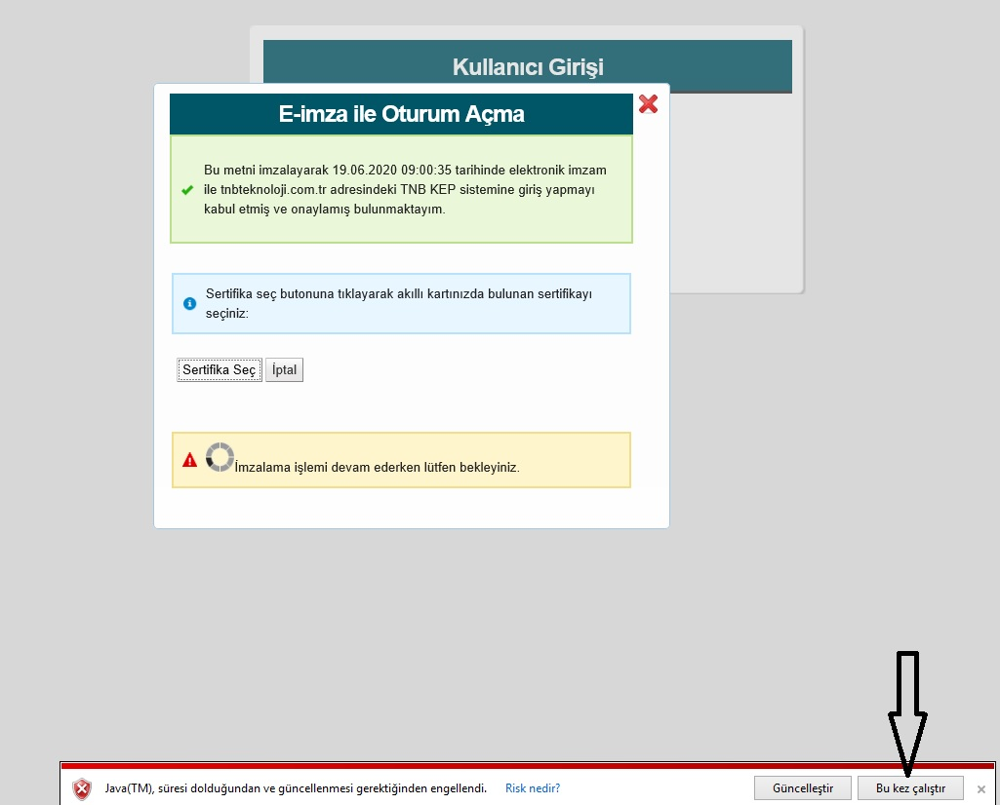 Kullanıcı Girişi
E-imza ile Oturum Açma
Bu metni imzalayarak 19.06.2020 09:00:35 tarihinde elektronik imzam
ile tnbteknoloji.com.tr adresindeki TNB KEP sistemine giriş yapmayı
kabul etmiş ve onaylamış bulunmaktayım.
Sertifika seç butonuna tıklayarak akıllı kartınızda bulunan sertifikayı
seçiniz:
Sertifika Seç İptal
İmzalama işlemi devam ederken lütfen bekleyiniz.
Java(TM), süresi dolduğundan ve güncellenmesi gerektiğinden engellendi. Risk nedir? Güncelleştir Bu kez çalıştır